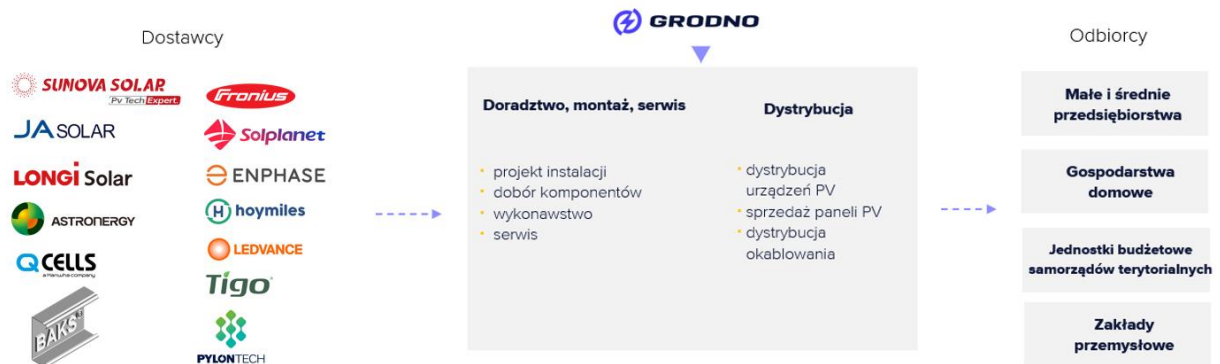 Dostawcy
SUNOVA SOLAR
Pv Tech Expert.
JA SOLAR
LONGi Solar
ASTRONERGY
Q CELLS
a Hanwha company
BAKS
Fronius
Solplanet
ENPHASE
H hoymiles
LEDVANCE
Tigo
PYLONTECH
GRODNO
Doradztwo, montaż, serwis
projekt instalacji
dobór komponentów
wykonawstwo
serwis
Dystrybucja
dystrybucja
urządzeń PV
sprzedaż paneli PV
dystrybucja
okablowania
Odbiorcy
Małe i średnie
przedsiębiorstwa
Gospodarstwa
domowe
Jednostki budżetowe
samorządów terytorialnych
Zakłady
przemysłowe